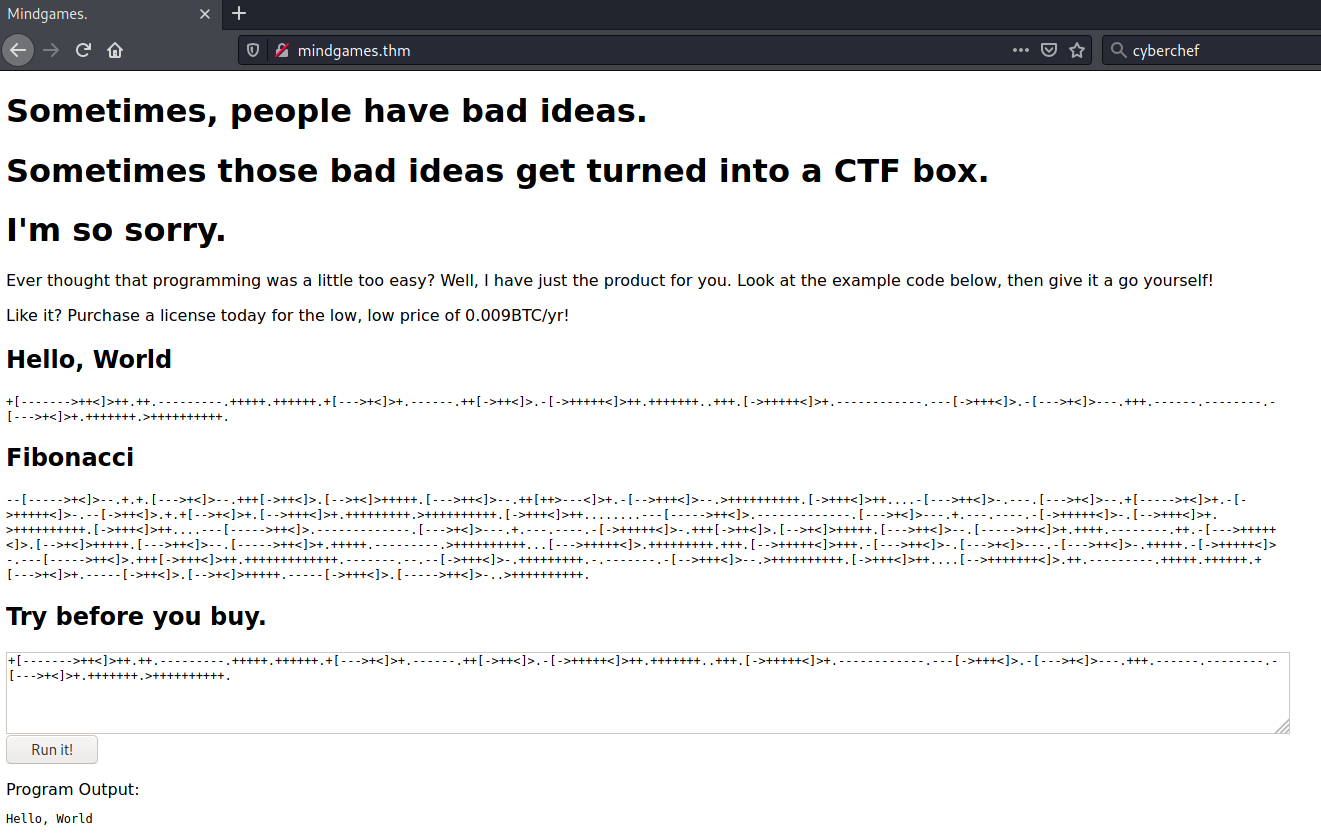 Mindgames.
mindgames.thm
cyberchef
Sometimes, people have bad ideas.
Sometimes those bad ideas get turned into a CTF box.
I'm so sorry.
Ever thought that programming was a little too easy? Well, I have just the product for you. Look at the example code below, then give it a go yourself!
Like it? Purchase a license today for the low, low price of 0.009BTC/yr!
Hello, World
+[------->++<]>++.++.---------.+++++.++++++.+[--->+<]>+.------.++[->++<]>.-[->+++++<]>++.+++++++..+++.[->+++++<]>+.------------.---[->+++<]>.-[--->+<]>---.+++.------.--------.-
[--->+<]>+.+++++++.>++++++++++.
Fibonacci
--[----->+<]>--.+.+.[--->+<]>--.+++[->++<]>.[-->+<]>+++++.[--->++<]>--.++[++>---<]>+.-[-->+++<]>--.>++++++++++.[->+++<]>++....-[--->++<]>-.---.[--->+<]>--.+[----->+<]>+.-[-
>+++++<]>-.--[->++<]>.+.+[-->+<]>+.[-->+++<]>+.+++++++++.>++++++++++.[->+++<]>++........---[----->++<]>.-------------.[--->+<]>---.+.---.----.-[->+++++<]>-.[-->+++<]>+.
>++++++++++.[->+++<]>++....---[----->++<]>.-------------.[--->+<]>---.+.---.----.-[->+++++<]>-.+++[->++<]>.[-->+<]>+++++.[--->++<]>--.[----->++<]>+.++++.--------.++.-[--->+++++
<]>.[-->+<]>+++++.[--->++<]>--.[----->++<]>+.+++++.---------.>++++++++++...[--->+++++<]>.+++++++++.+++.[-->+++++<]>+++.-[--->++<]>-.[--->+<]>---.-[--->++<]>-.+++++.-[->+++++<]>
-.---[----->++<]>.+++[->+++<]>++.+++++++++++++.-------.--.--[->+++<]>-.+++++++++.-.-------.-[-->+++<]>--.>++++++++++.[->+++<]>++....[-->+++++++<]>.++.---------.+++++.++++++.+
[--->+<]>+.-----[->++<]>.[-->+<]>+++++.-----[->+++<]>.[----->++<]>-..>++++++++++.
Try before you buy.
+[------->++<]>++.++.---------.+++++.++++++.+[--->+<]>+.------.++[->++<]>.-[->+++++<]>++.+++++++..+++.[->+++++<]>+.------------.---[->+++<]>.-[--->+<]>---.+++.------.--------.-
[--->+<]>+.+++++++.>++++++++++.
Run it!
Program Output:
Hello, World